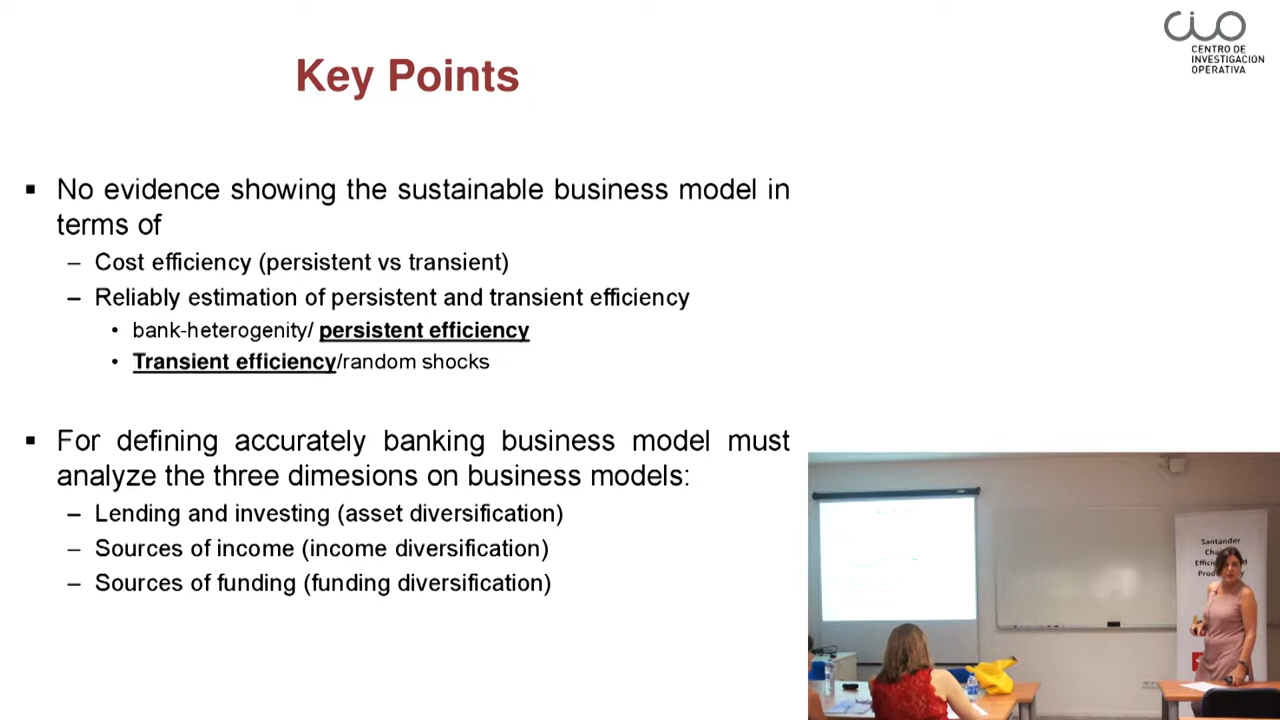 CIO
CENTRO DE
INVESTIGACION
OPERATIVA
Key Points
▪ No evidence showing the sustainable business model in
terms of
– Cost efficiency (persistent vs transient)
– Reliably estimation of persistent and transient efficiency
• bank-heterogenity/ persistent efficiency
• Transient efficiency/random shocks
▪ For defining accurately banking business model must
analyze the three dimesions on business models:
– Lending and investing (asset diversification)
– Sources of income (income diversification)
– Sources of funding (funding diversification)
Santander